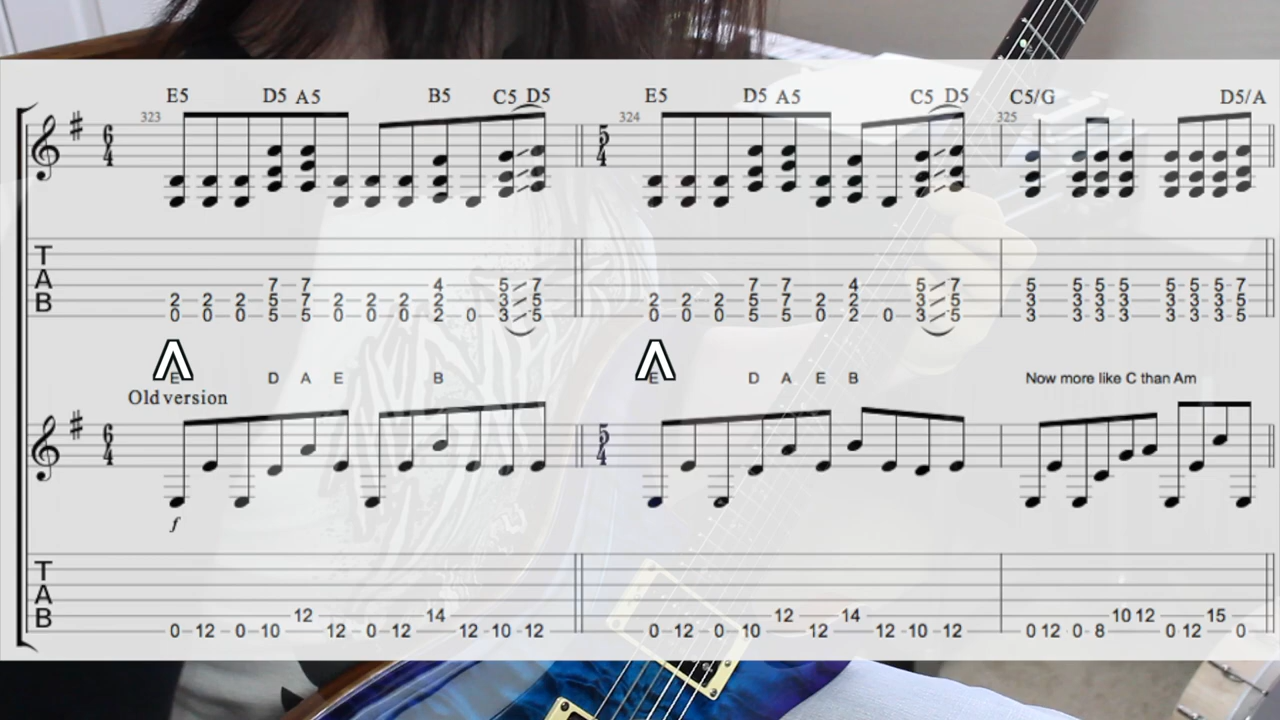 E5 D5 A5 B5 C5 D5 E5 D5 A5 C5 D5 C5/G D5/A
323 324 325
6 4 5 4
T A B
7 7 4 5 7 7 7 4 5 7 5 5 5 5 5 5 5 7
2 2 2 5 7 2 2 2 4 3 5 2 2 2 5 7 2 4 3 5 3 3 3 3 3 3 3 5
0 0 0 5 5 0 0 0 2 0 3 5 0 0 0 5 5 0 2 0 3 5 3 3 3 3 3 3 3 5
E D A E B E D A E B Now more like C than Am
Old version
6 4 5 4
f
T A B
12 14 12 14 10 12 15
0 12 0 10 12 0 12 12 10 12 0 12 0 10 12 12 10 12 0 12 0 8 0 12 0